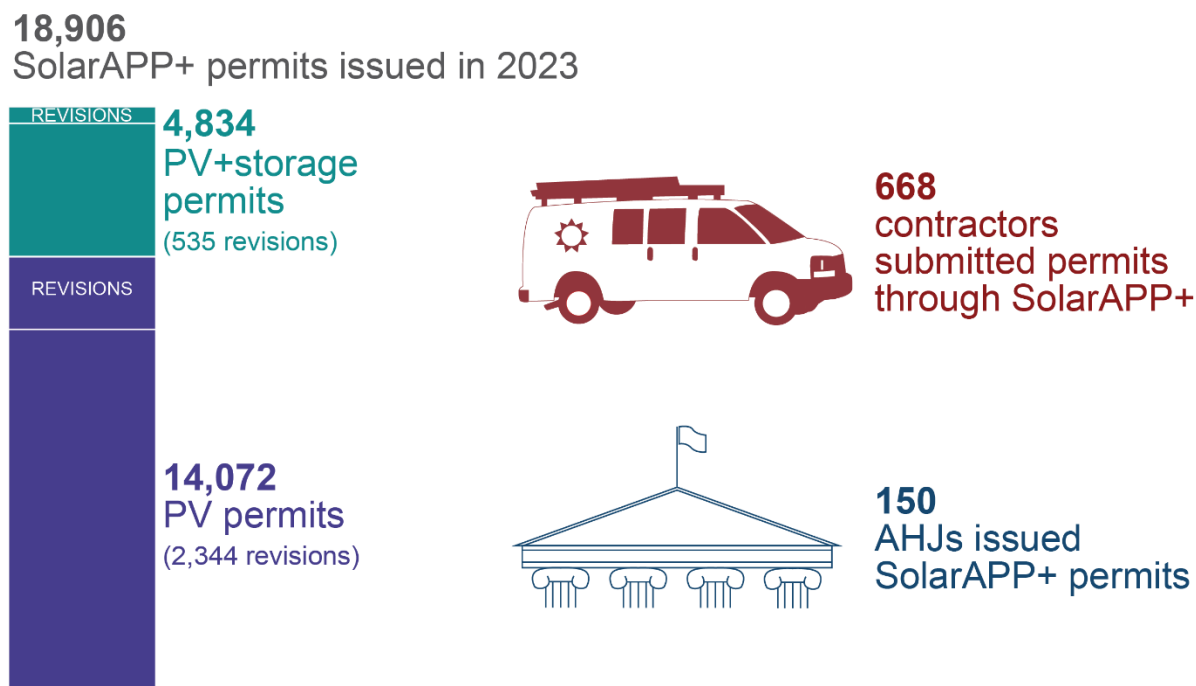 18,906
SolarAPP+ permits issued in 2023
REVISIONS
4,834
PV+storage
permits
(535 revisions)
REVISIONS
14,072
PV permits
(2,344 revisions)
668
contractors
submitted permits
through SolarAPP+
150
AHJs issued
SolarAPP+ permits